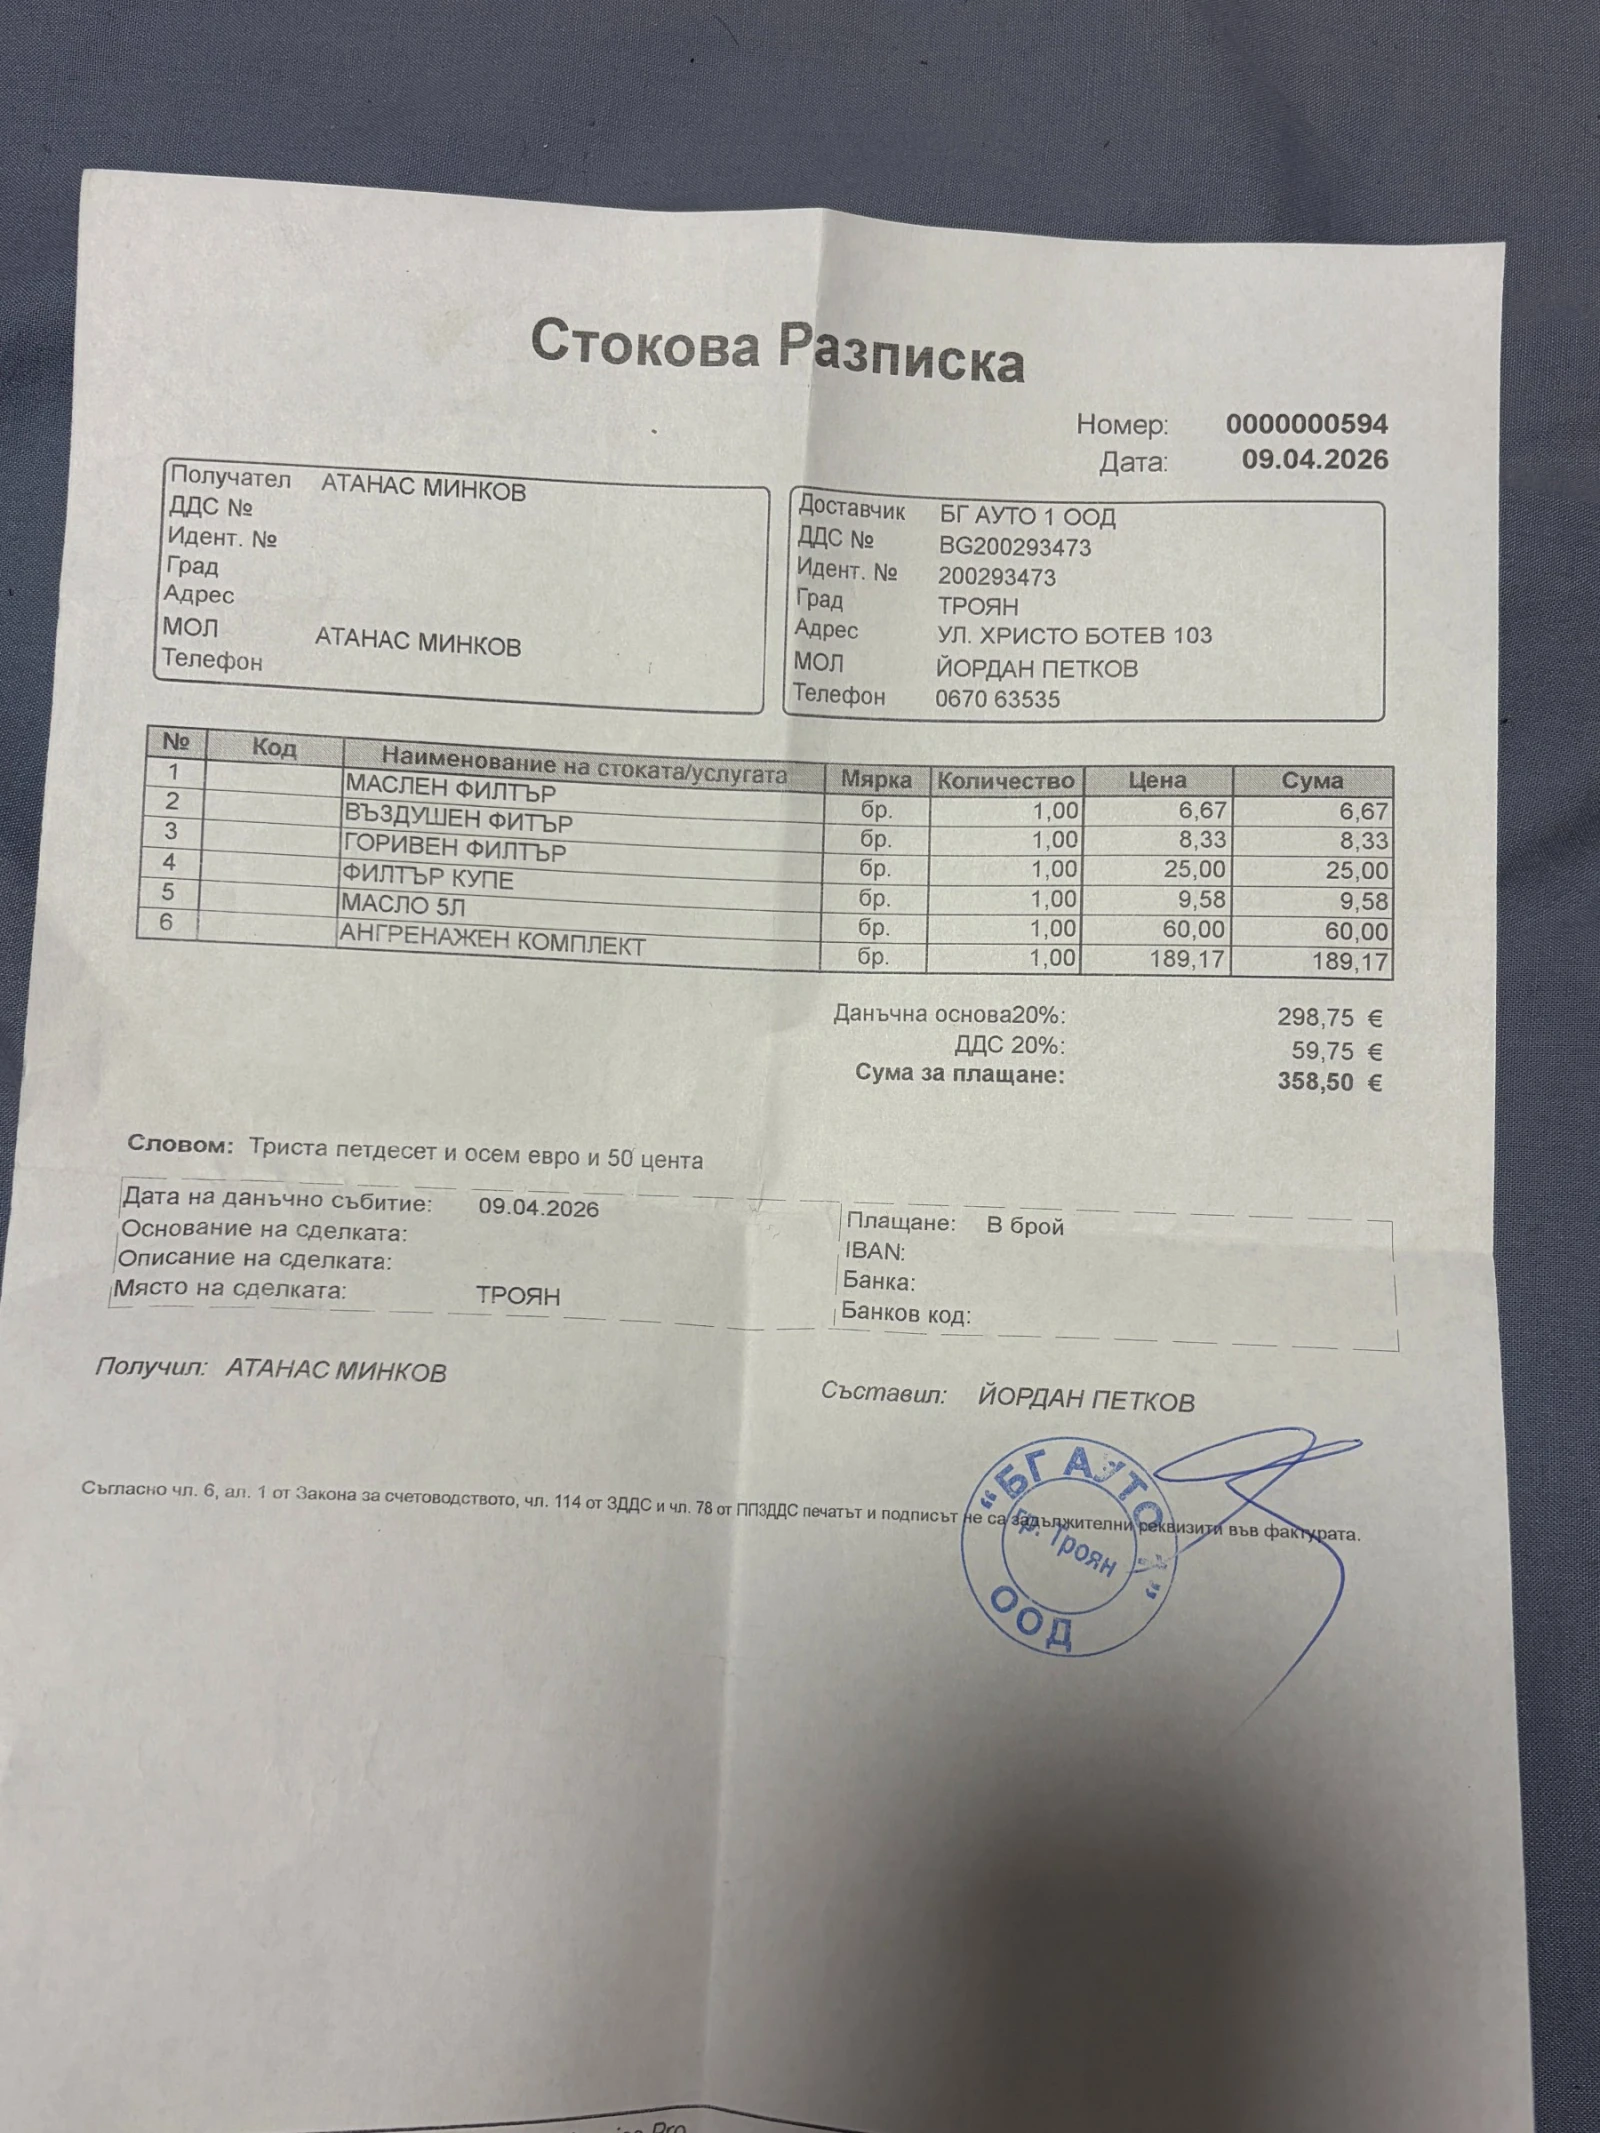 Стокова Разписка
Номер: 0000000594
Дата: 09.04.2026
Получател АТАНАС МИНКОВ
ДДС №
Идент. №
Град
Адрес
МОЛ АТАНАС МИНКОВ
Телефон
Доставчик БГ АУТО 1 ООД
ДДС № BG200293473
Идент. № 200293473
Град ТРОЯН
Адрес УЛ. ХРИСТО БОТЕВ 103
МОЛ ЙОРДАН ПЕТКОВ
Телефон 0670 63535
№ Код Наименование на стоката/услугата Мярка Количество Цена Сума
1 МАСЛЕН ФИЛТЪР бр. 1,00 6,67 6,67
2 ВЪЗДУШЕН ФИТЪР бр. 1,00 8,33 8,33
3 ГОРИВЕН ФИЛТЪР бр. 1,00 25,00 25,00
4 ФИЛТЪР КУПЕ бр. 1,00 9,58 9,58
5 МАСЛО 5Л бр. 1,00 60,00 60,00
6 АНГРЕНАЖЕН КОМПЛЕКТ бр. 1,00 189,17 189,17
Данъчна основа20%: 298,75 €
ДДС 20%: 59,75 €
Сума за плащане: 358,50 €
Словом: Триста петдесет и осем евро и 50 цента
Дата на данъчно събитие: 09.04.2026
Основание на сделката:
Описание на сделката:
Място на сделката: ТРОЯН
Плащане: В брой
IBAN:
Банка:
Банков код:
Получил: АТАНАС МИНКОВ
Съставил: ЙОРДАН ПЕТКОВ
Съгласно чл. 6, ал. 1 от Закона за счетоводството, чл. 114 от ЗДДС и чл. 78 от ППЗДДС печатът и подписът не са задължителни реквизити във фактурата.
"БГ АУТО "
гр. Троян
ООД
Pro